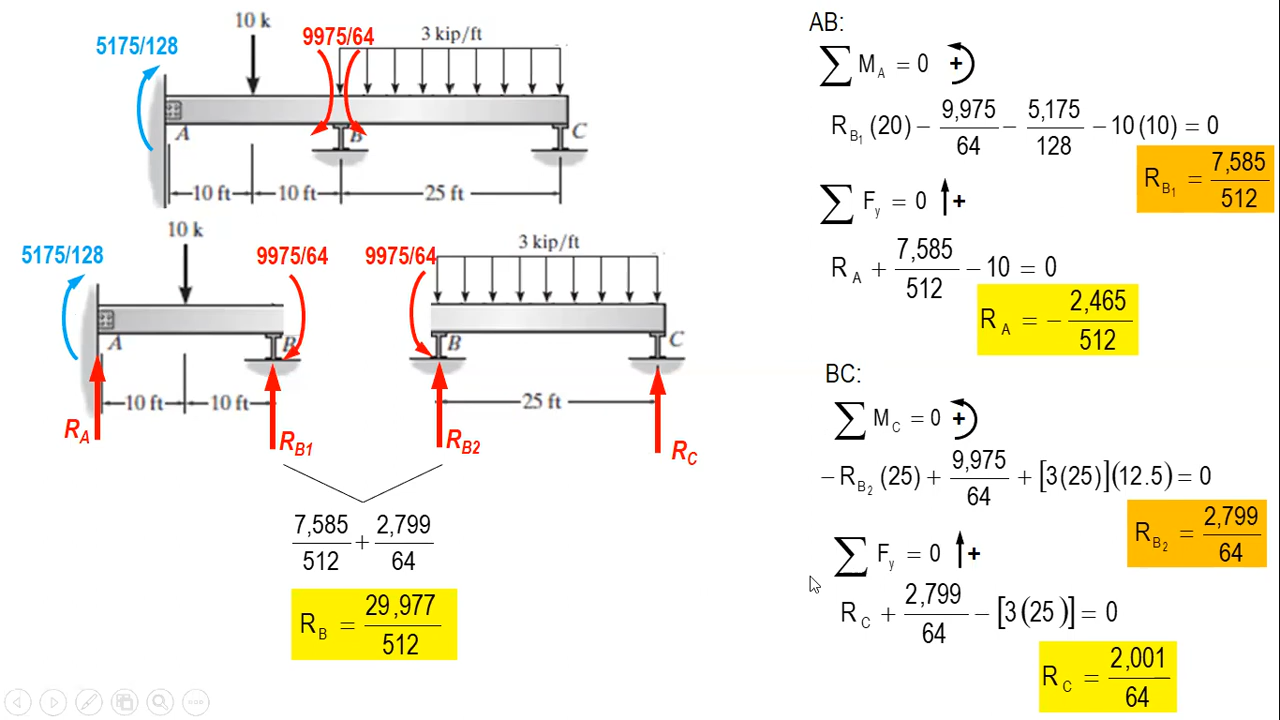 10 k
5175/128
9975/64
3 kip/ft
A
B
C
10 ft
10 ft
25 ft
10 k
5175/128
9975/64
9975/64
3 kip/ft
A
B
B
C
10 ft
10 ft
25 ft
R_A
R_B1
R_B2
R_C
7,585/512 + 2,799/64
R_B = 29,977/512
AB:
∑ M_A = 0 +
R_B₁ (20) − 9,975/64 − 5,175/128 − 10 (10) = 0
R_B₁ = 7,585/512
∑ F_y = 0 +
R_A + 7,585/512 − 10 = 0
R_A = − 2,465/512
BC:
∑ M_C = 0 +
− R_B₂ (25) + 9,975/64 + [3(25)](12.5) = 0
R_B₂ = 2,799/64
∑ F_y = 0 +
R_C + 2,799/64 − [3(25)] = 0
R_C = 2,001/64